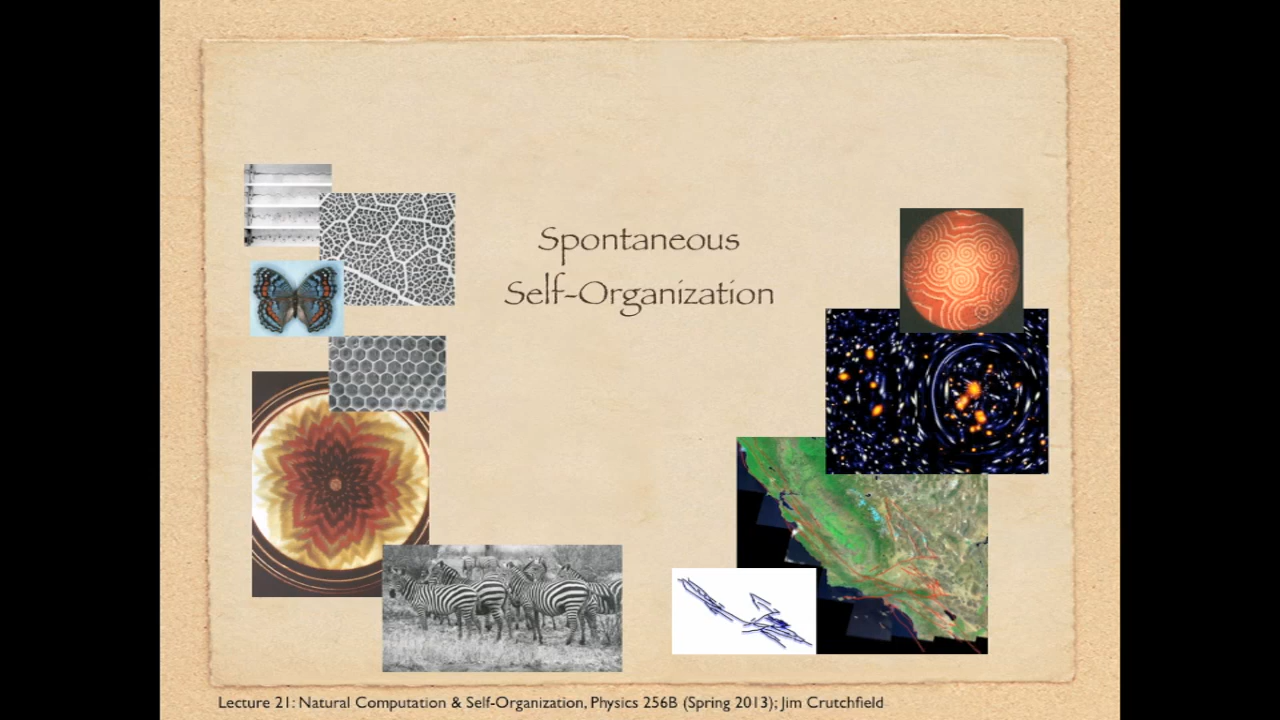 Spontaneous
Self-Organization
Lecture 21: Natural Computation & Self-Organization, Physics 256B (Spring 2013); Jim Crutchfield